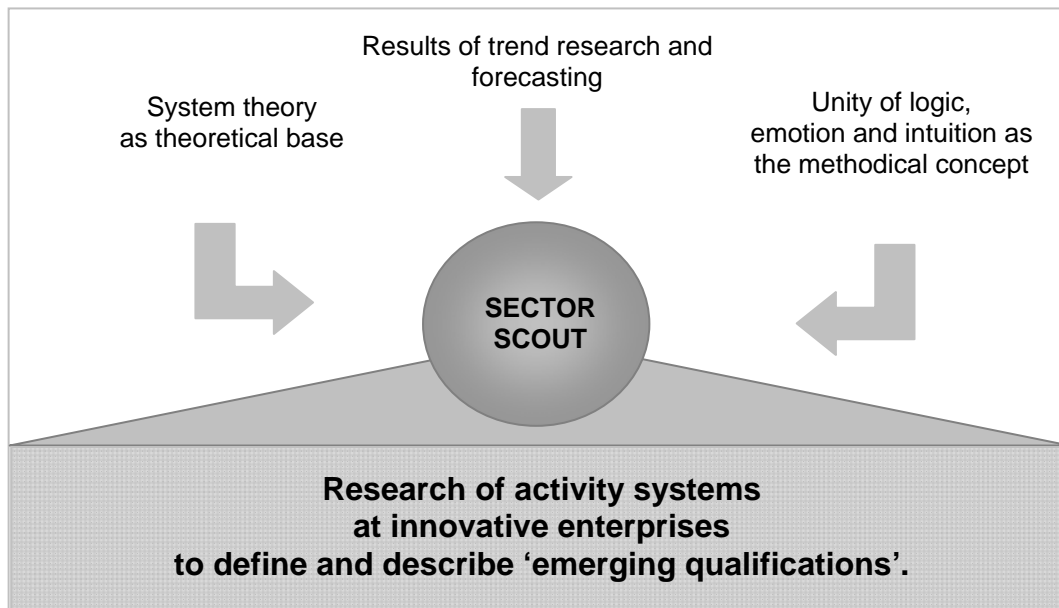 Results of trend research and
forecasting
System theory
as theoretical base
Unity of logic,
emotion and intuition as
the methodical concept
SECTOR
SCOUT
Research of activity systems
at innovative enterprises
to define and describe ‘emerging qualifications’.